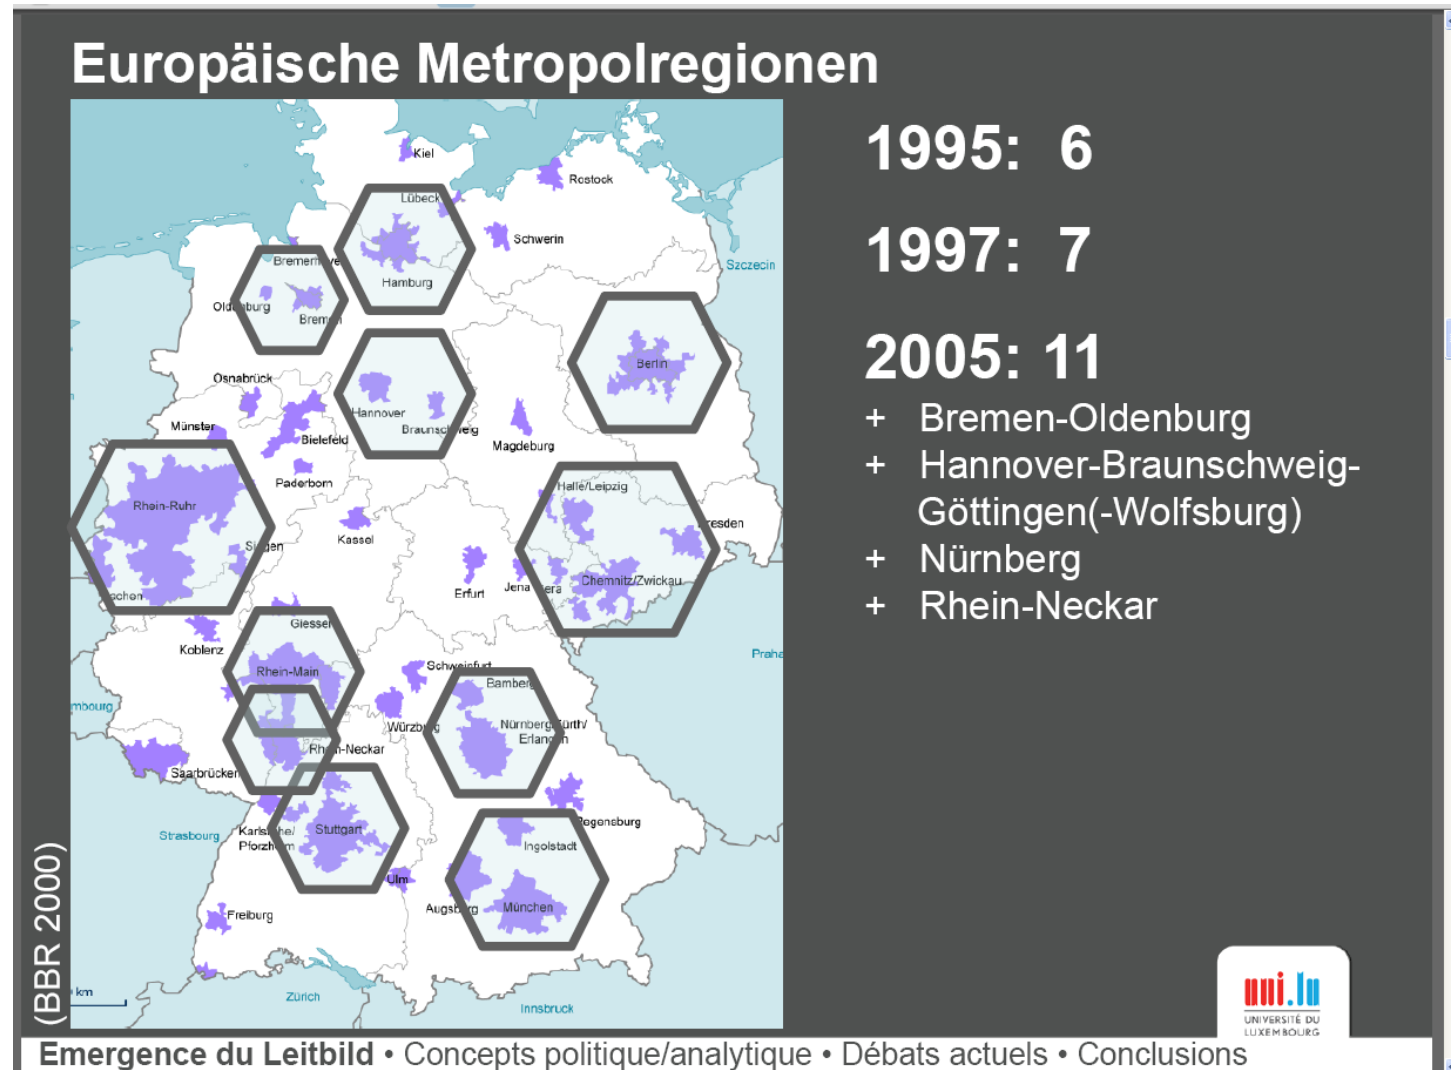 Europäische Metropolregionen
1995: 6
1997: 7
2005: 11
+ Bremen-Oldenburg
+ Hannover-Braunschweig-
Göttingen(-Wolfsburg)
+ Nürnberg
+ Rhein-Neckar
Kiel
Rostock
Lübeck
Schwerin
Szczecin
Hamburg
Oldenburg
Bremen
Berlin
Osnabrück
Hannover
Braunschweig
Münster
Bielefeld
Magdeburg
Paderborn
Halle/Leipzig
Rhein-Ruhr
Kassel
Erfurt
Jena
Chemnitz/Zwickau
Koblenz
Rhein-Main
Schweinfurt
Praha
Bamberg
Würzburg
Nürnberg/Fürth/
Erlangen
Rhein-Neckar
Saarbrücken
Strasbourg
Stuttgart
Regensburg
Ingolstadt
Ulm
Augsburg
München
Freiburg
km
Zürich
Innsbruck
(BBR 2000)
uni.lu
UNIVERSITÉ DU
LUXEMBOURG
Emergence du Leitbild • Concepts politique/analytique • Débats actuels • Conclusions